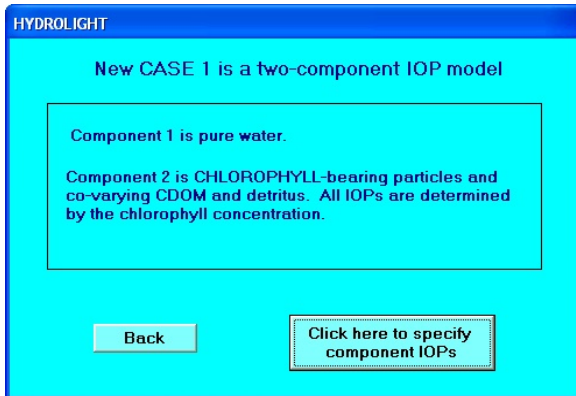 HYDROLIGHT
New CASE 1 is a two-component IOP model
Component 1 is pure water.
Component 2 is CHLOROPHYLL-bearing particles and
co-varying CDOM and detritus. All IOPs are determined
by the chlorophyll concentration.
Back
Click here to specify
component IOPs